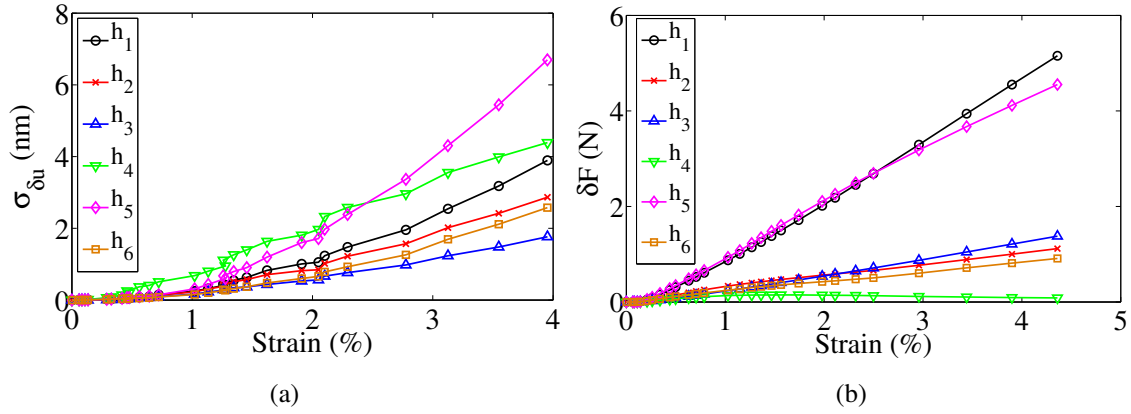 8
6
4
2
0
σδu (nm)
h1
h2
h3
h4
h5
h6
0 1 2 3 4
Strain (%)
(a)
6
4
2
0
δF (N)
h1
h2
h3
h4
h5
h6
0 1 2 3 4 5
Strain (%)
(b)